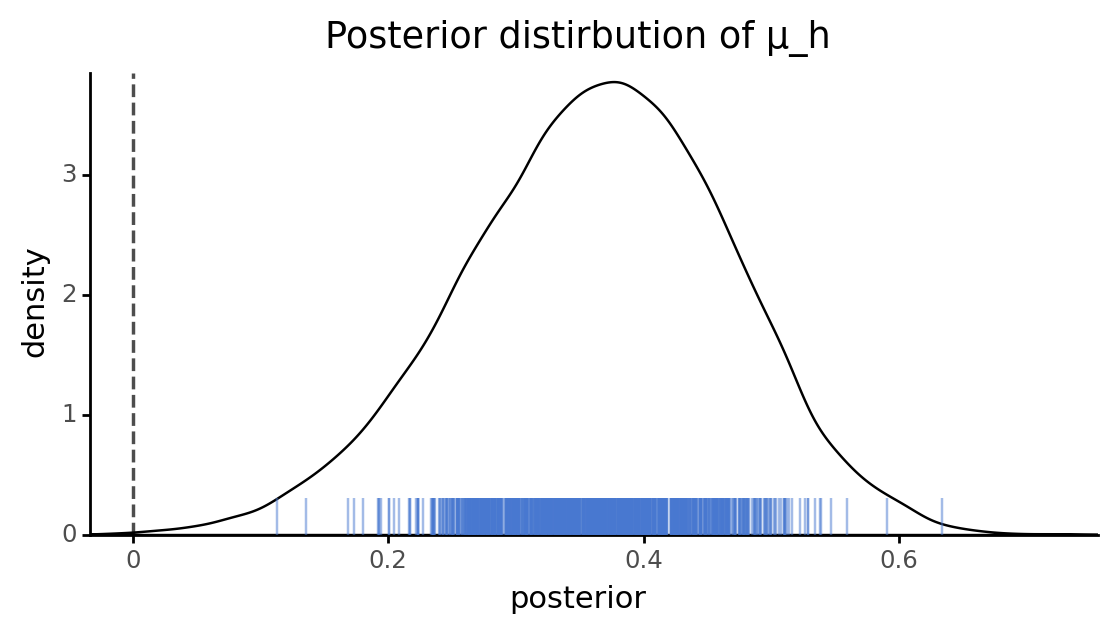 Posterior distirbution of μ_h
density
3
2
1
0
0
0.2
0.4
0.6
posterior